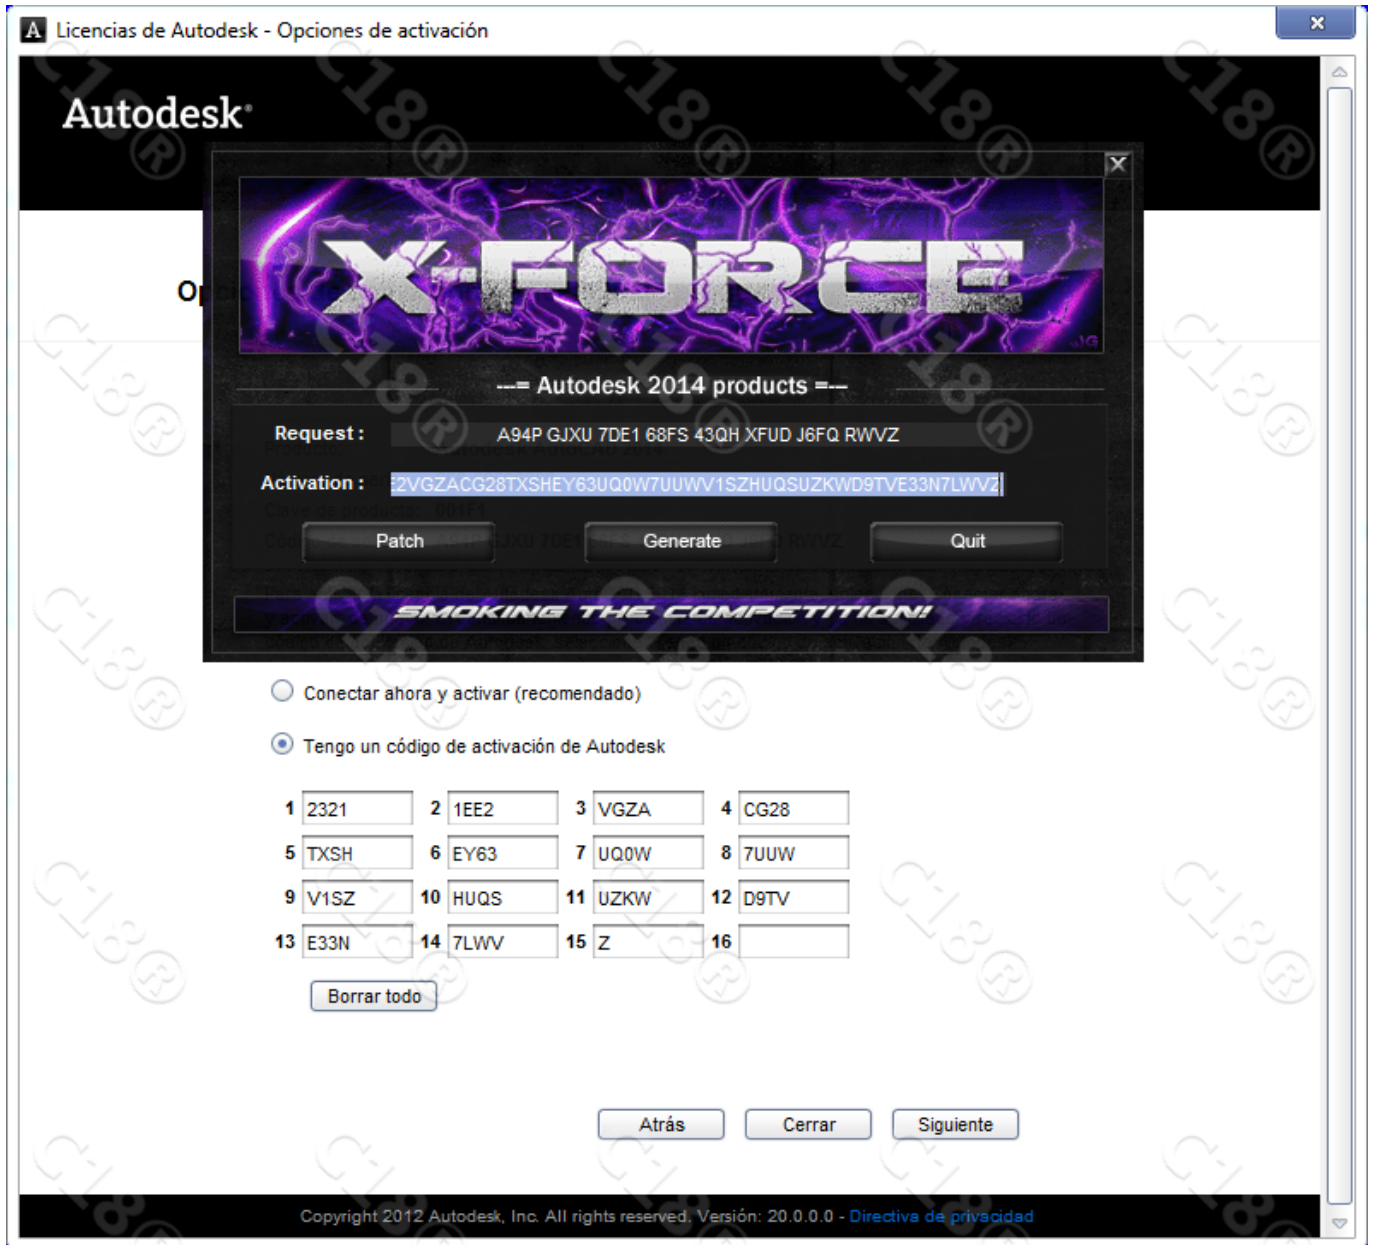 Licencias de Autodesk - Opciones de activación
Autodesk
X-FORCE
JG
---= Autodesk 2014 products =---
Request : A94P GJXU 7DE1 68FS 43QH XFUD J6FQ RWVZ
Activation : E2VGZACG28TXSHEY63UQ0W7UUWV1SZHUQSUZKWD9TVE33N7LWVZ
Patch Generate Quit
SMOKING THE COMPETITION!
Conectar ahora y activar (recomendado)
Tengo un código de activación de Autodesk
1 2321 2 1EE2 3 VGZA 4 CG28
5 TXSH 6 EY63 7 UQ0W 8 7UUW
9 V1SZ 10 HUQS 11 UZKW 12 D9TV
13 E33N 14 7LWV 15 Z 16
Borrar todo
Atrás Cerrar Siguiente
Copyright 2012 Autodesk, Inc. All rights reserved. Versión: 20.0.0.0 - Directiva de privacidad